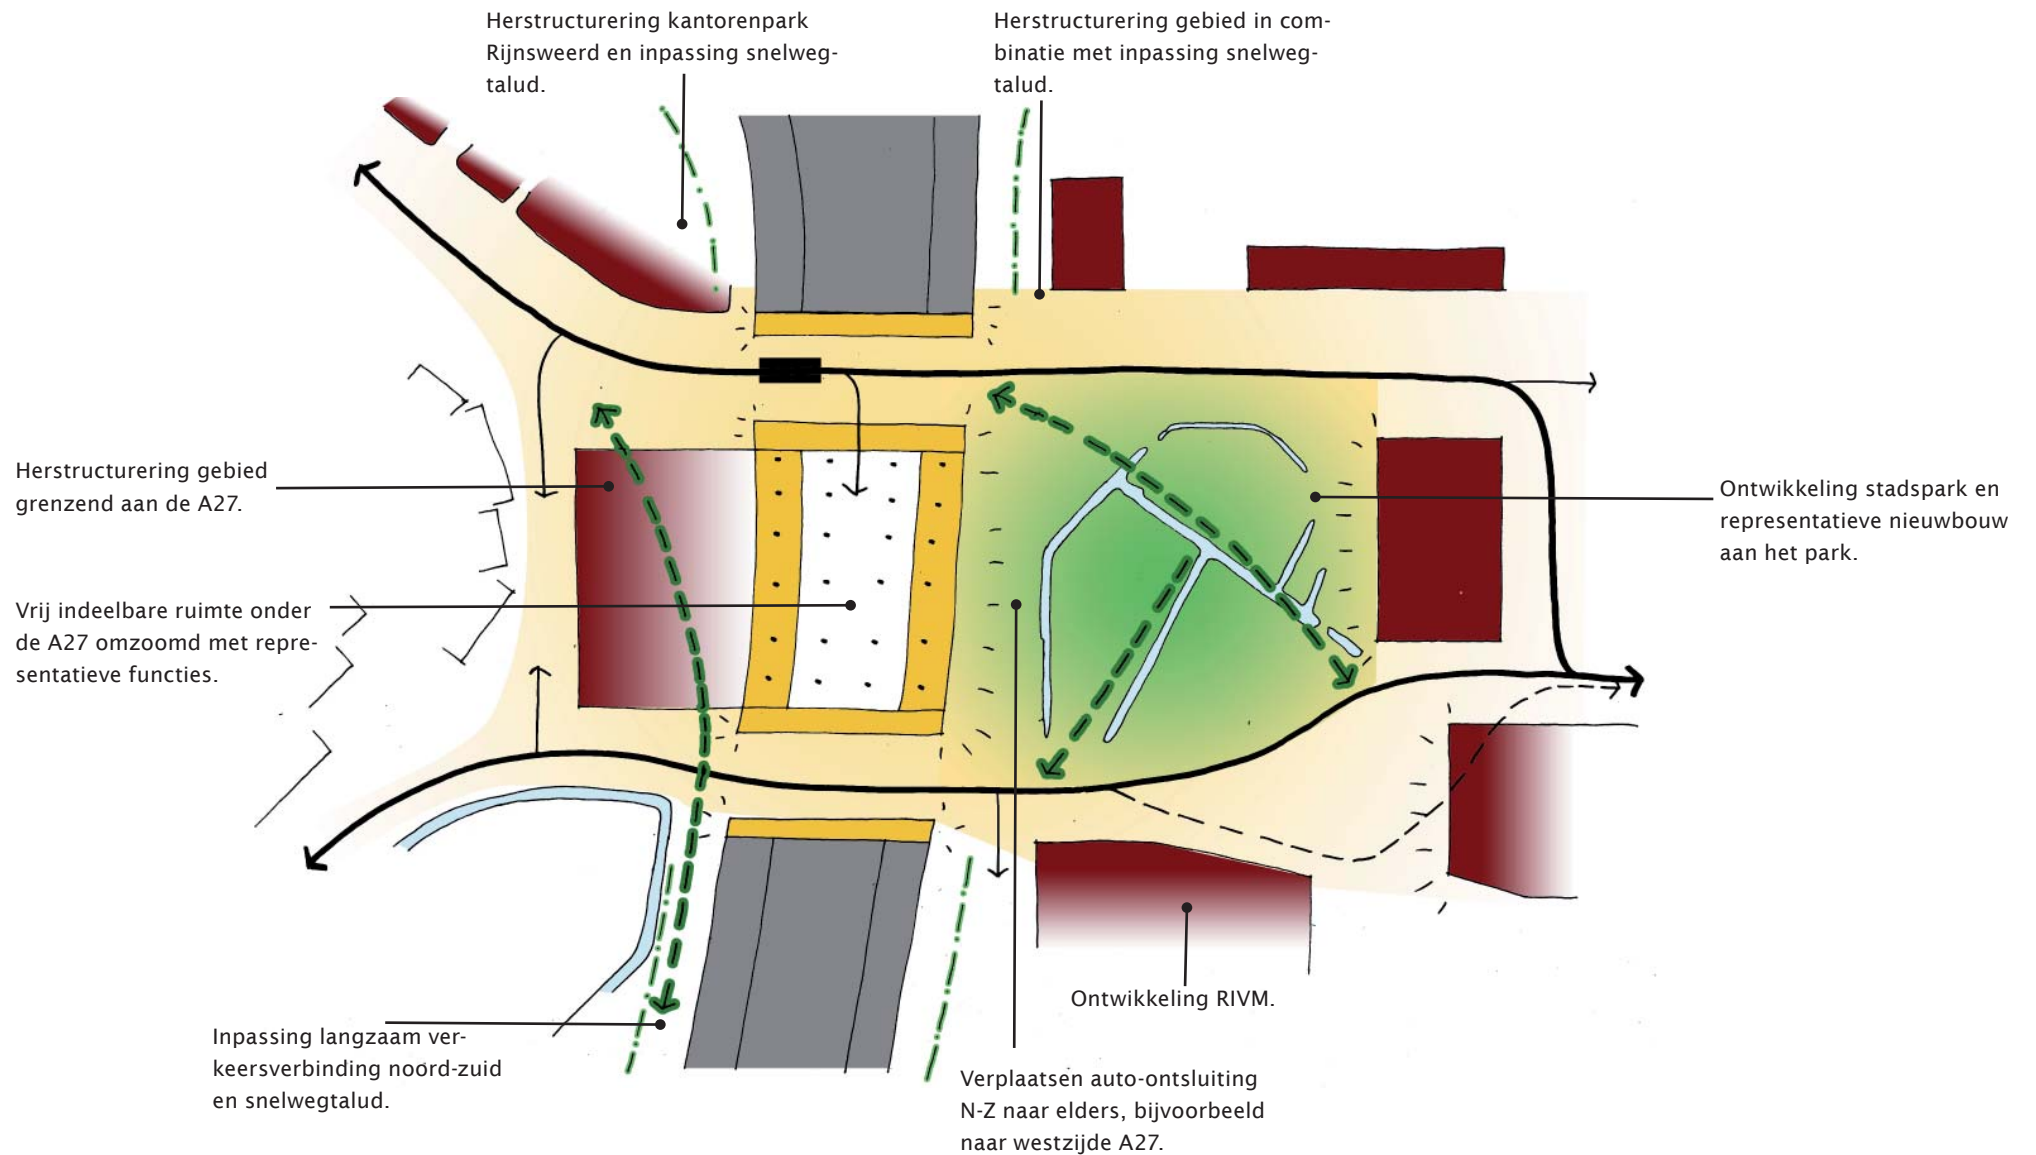 Herstructurering kantorenpark
Rijnsweerd en inpassing snelweg-
talud.
Herstructurering gebied in com-
binatie met inpassing snelweg-
talud.
Herstructurering gebied
grenzend aan de A27.
Vrij indeelbare ruimte onder
de A27 omzoomd met repre-
sentatieve functies.
Ontwikkeling stadspark en
representatieve nieuwbouw
aan het park.
Ontwikkeling RIVM.
Inpassing langzaam ver-
keersverbinding noord-zuid
en snelwegtalud.
Verplaatsen auto-ontsluiting
N-Z naar elders, bijvoorbeeld
naar westzijde A27.